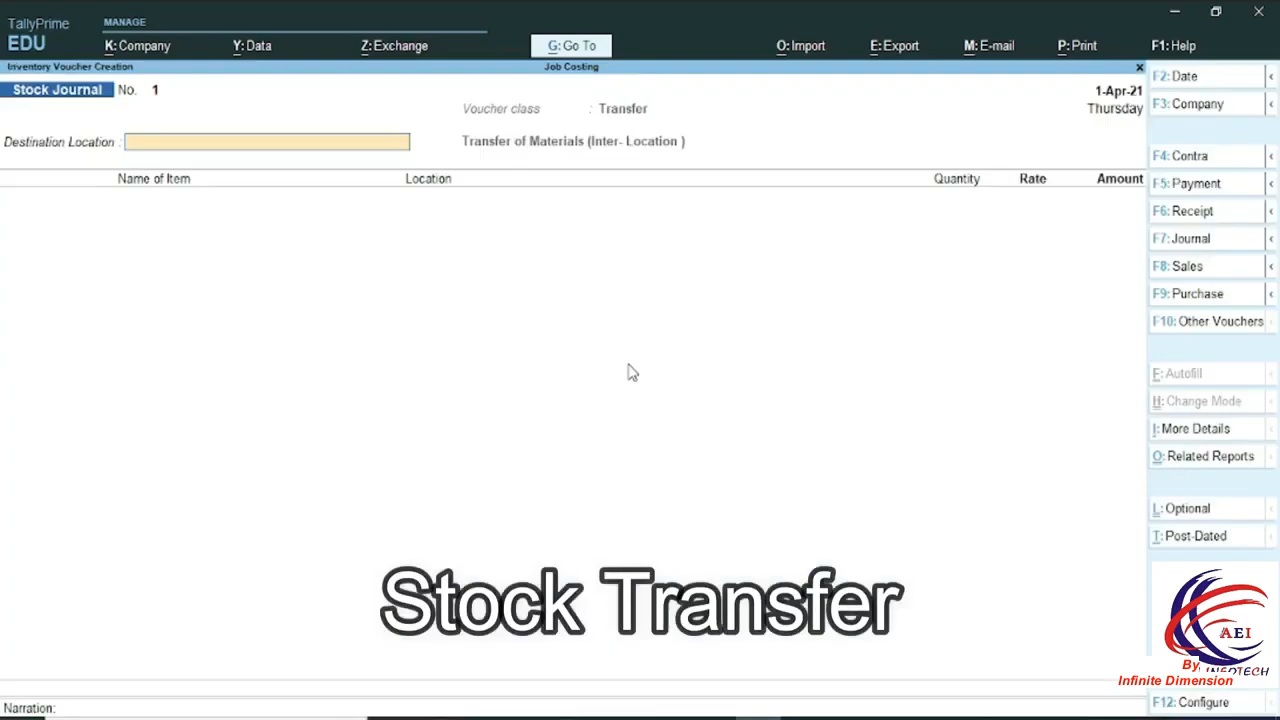 TallyPrime
EDU
MANAGE
K: Company
Y: Data
Z: Exchange
G: Go To
O: Import
E: Export
M: E-mail
P: Print
F1: Help
Inventory Voucher Creation
Job Costing
Stock Journal No. 1
1-Apr-21
Thursday
Voucher class : Transfer
Destination Location :
Transfer of Materials (Inter- Location )
Name of Item
Location
Quantity
Rate
Amount
F2: Date
F3: Company
F4: Contra
F5: Payment
F6: Receipt
F7: Journal
F8: Sales
F9: Purchase
F10: Other Vouchers
F: Autofill
H: Change Mode
I: More Details
O: Related Reports
L: Optional
T: Post-Dated
Stock Transfer
AEI
INFOTECH
By,
Infinite Dimension
Narration:
F12: Configure